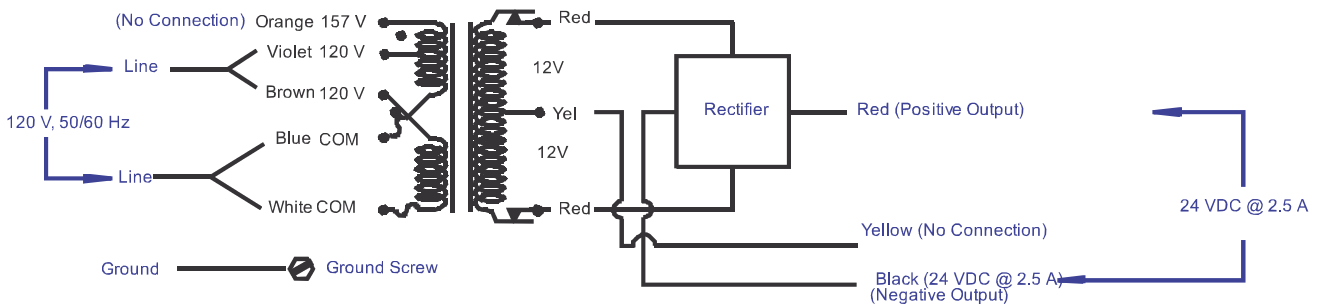 (No Connection) Orange 157 V
Violet 120 V
Line
Brown 120 V
120 V, 50/60 Hz
Blue COM
Line
White COM
Ground
Ground Screw
Red
12V
Yel
12V
Red
Rectifier
Red (Positive Output)
24 VDC @ 2.5 A
Yellow (No Connection)
Black (24 VDC @ 2.5 A)
(Negative Output)